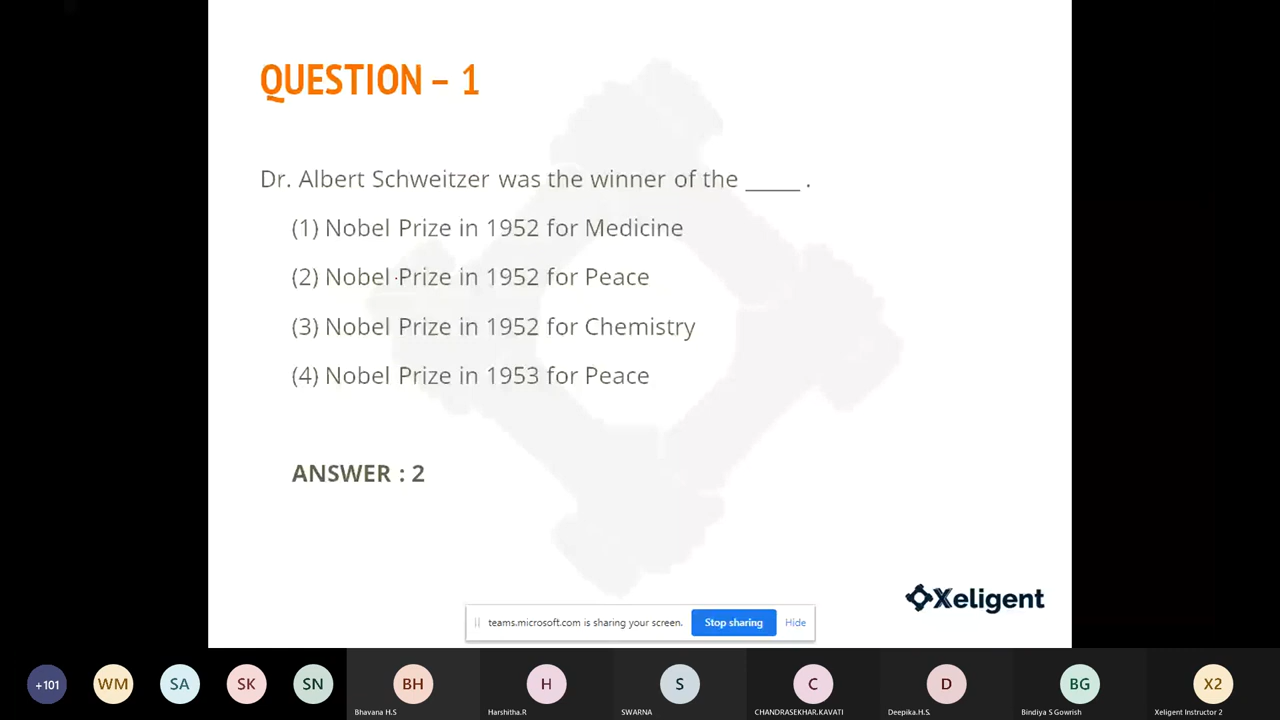 QUESTION – 1
Dr. Albert Schweitzer was the winner of the _____ .
(1) Nobel Prize in 1952 for Medicine
(2) Nobel Prize in 1952 for Peace
(3) Nobel Prize in 1952 for Chemistry
(4) Nobel Prize in 1953 for Peace
ANSWER : 2
Xeligent
teams.microsoft.com is sharing your screen. Stop sharing Hide
+101 WM SA SK SN BH H S C D BG X2
Bhavana H.S Harshitha.R SWARNA CHANDRASEKHAR.KAVATI Deepika.H.S. Bindiya S Gowrish Xeligent Instructor 2